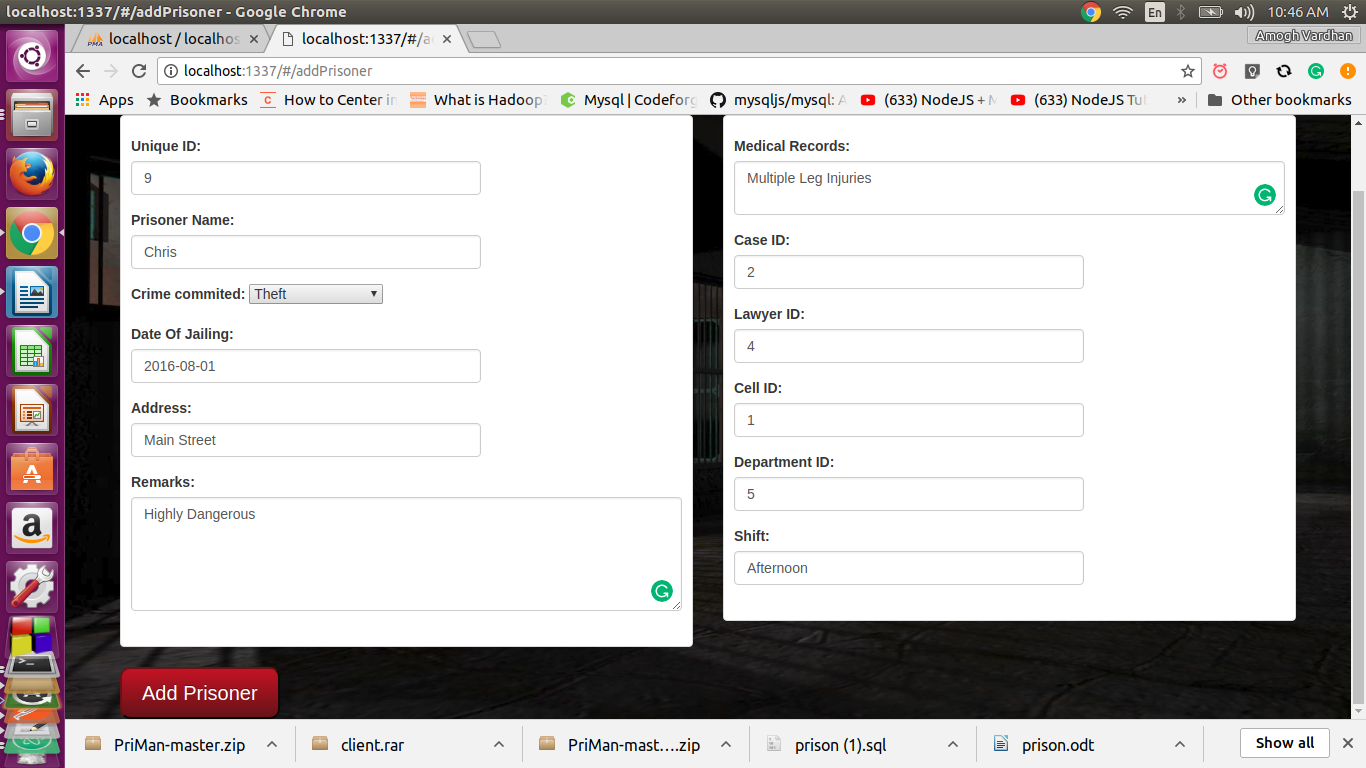 localhost:1337/#/addPrisoner - Google Chrome
En
10:46 AM
localhost / localhos
localhost:1337/#/a
Amogh Vardhan
localhost:1337/#/addPrisoner
Apps
Bookmarks
How to Center in
What is Hadoop
Mysql | Codeforg
mysqljs/mysql: A
(633) NodeJS + M
(633) NodeJS Tu
»
Other bookmarks
Unique ID:
9
Prisoner Name:
Chris
Crime commited: Theft
Date Of Jailing:
2016-08-01
Address:
Main Street
Remarks:
Highly Dangerous
Medical Records:
Multiple Leg Injuries
Case ID:
2
Lawyer ID:
4
Cell ID:
1
Department ID:
5
Shift:
Afternoon
Add Prisoner
PriMan-master.zip
client.rar
PriMan-mast....zip
prison (1).sql
prison.odt
Show all